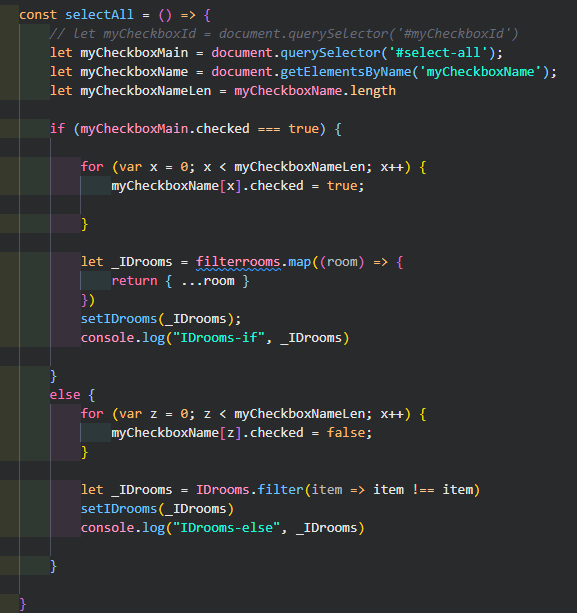 const selectAll = () => {
// let myCheckboxId = document.querySelector('#myCheckboxId')
let myCheckboxMain = document.querySelector('#select-all');
let myCheckboxName = document.getElementsByName('myCheckboxName');
let myCheckboxNameLen = myCheckboxName.length
if (myCheckboxMain.checked === true) {
for (var x = 0; x < myCheckboxNameLen; x++) {
myCheckboxName[x].checked = true;
}
let _IDrooms = filterrooms.map((room) => {
return { ...room }
})
setIDrooms(_IDrooms);
console.log("IDrooms-if", _IDrooms)
}
else {
for (var z = 0; z < myCheckboxNameLen; x++) {
myCheckboxName[z].checked = false;
}
let _IDrooms = IDrooms.filter(item => item !== item)
setIDrooms(_IDrooms)
console.log("IDrooms-else", _IDrooms)
}
}